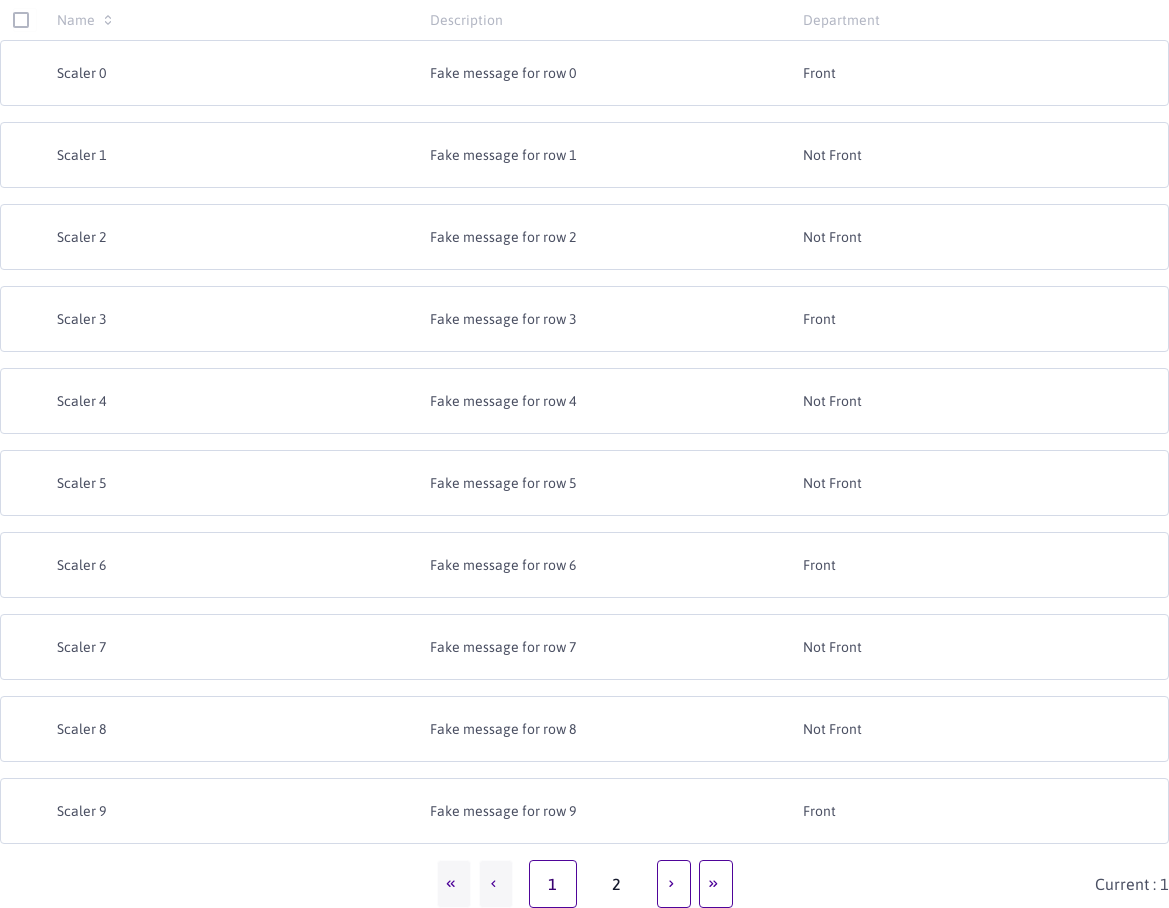 Name Description Department
Scaler 0 Fake message for row 0 Front
Scaler 1 Fake message for row 1 Not Front
Scaler 2 Fake message for row 2 Not Front
Scaler 3 Fake message for row 3 Front
Scaler 4 Fake message for row 4 Not Front
Scaler 5 Fake message for row 5 Not Front
Scaler 6 Fake message for row 6 Front
Scaler 7 Fake message for row 7 Not Front
Scaler 8 Fake message for row 8 Not Front
Scaler 9 Fake message for row 9 Front
« ‹ 1 2 › » Current : 1